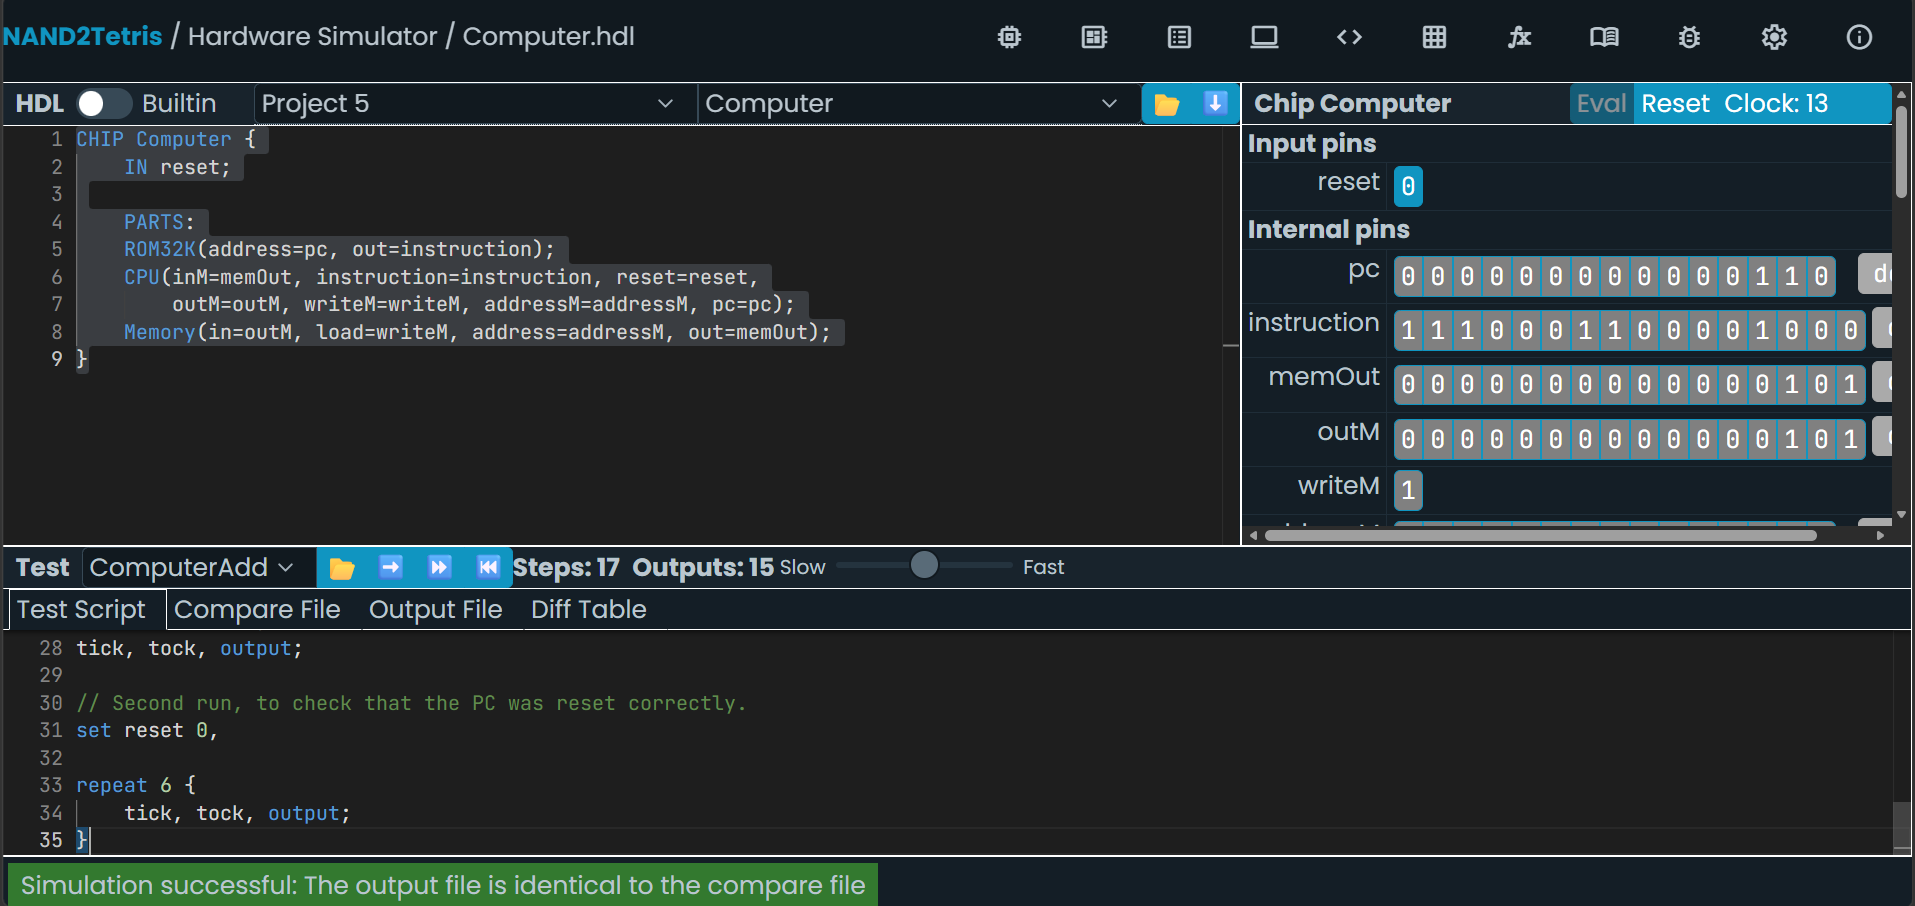 NAND2Tetris / Hardware Simulator / Computer.hdl
HDL Builtin Project 5 Computer
1 CHIP Computer {
2     IN reset;
3
4     PARTS:
5     ROM32K(address=pc, out=instruction);
6     CPU(inM=memOut, instruction=instruction, reset=reset,
7         outM=outM, writeM=writeM, addressM=addressM, pc=pc);
8     Memory(in=outM, load=writeM, address=addressM, out=memOut);
9 }
Chip Computer Eval Reset Clock: 13
Input pins
reset 0
Internal pins
pc 0 0 0 0 0 0 0 0 0 0 0 0 1 1 0
instruction 1 1 1 0 0 0 1 1 0 0 0 0 1 0 0 0
memOut 0 0 0 0 0 0 0 0 0 0 0 0 0 1 0 1
outM 0 0 0 0 0 0 0 0 0 0 0 0 0 1 0 1
writeM 1
Test ComputerAdd Steps: 17 Outputs: 15 Slow Fast
Test Script Compare File Output File Diff Table
28 tick, tock, output;
29
30 // Second run, to check that the PC was reset correctly.
31 set reset 0,
32
33 repeat 6 {
34     tick, tock, output;
35 }
Simulation successful: The output file is identical to the compare file